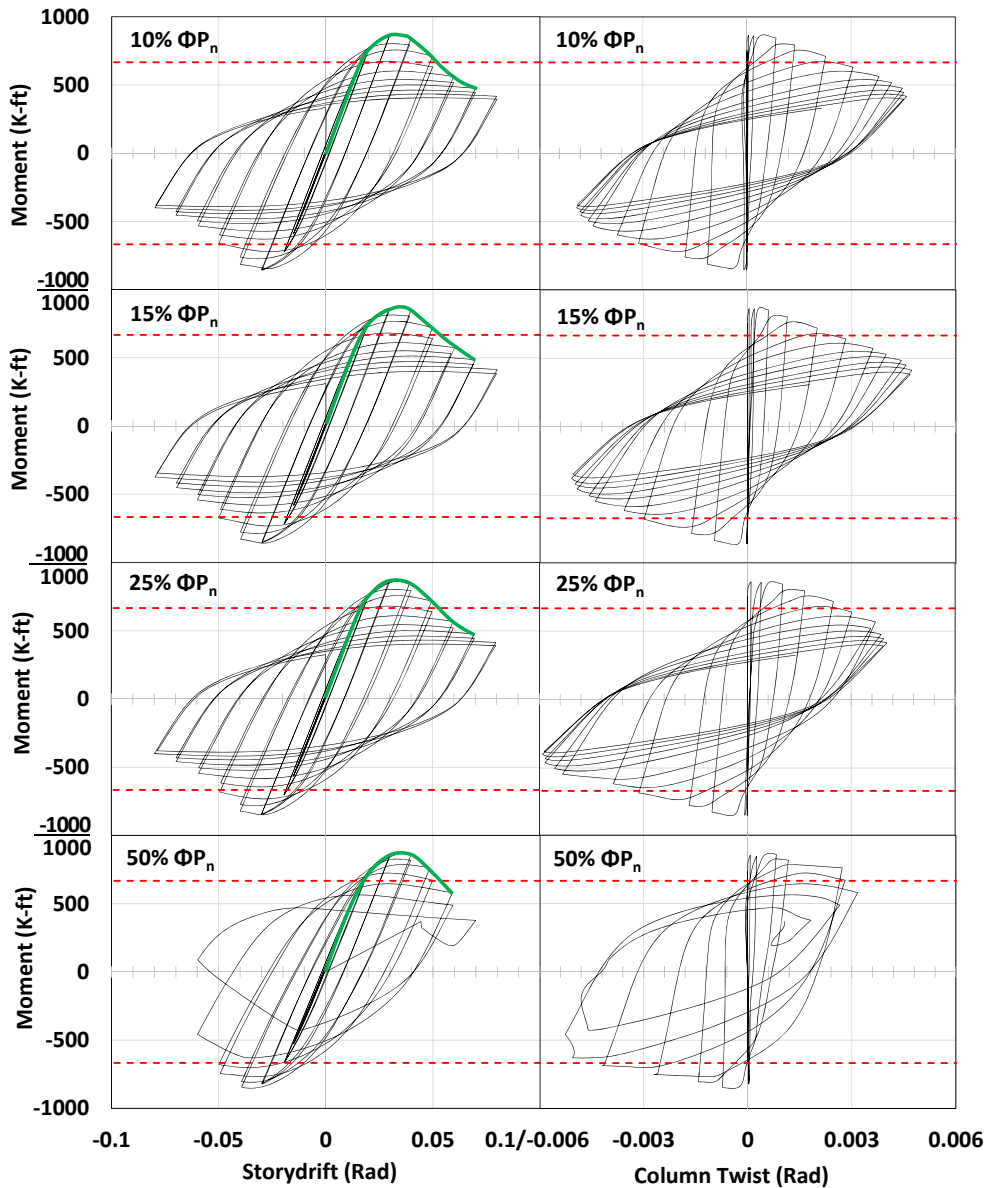 10% ΦPn
10% ΦPn
1000
500
0
-500
-1000
Moment (K-ft)
15% ΦPn
15% ΦPn
1000
500
0
-500
-1000
Moment (K-ft)
25% ΦPn
25% ΦPn
1000
500
0
-500
-1000
Moment (K-ft)
50% ΦPn
50% ΦPn
1000
500
0
-500
-1000
Moment (K-ft)
-0.1 -0.05 0 0.05 0.1/-0.006 -0.003 0 0.003 0.006
Storydrift (Rad) Column Twist (Rad)